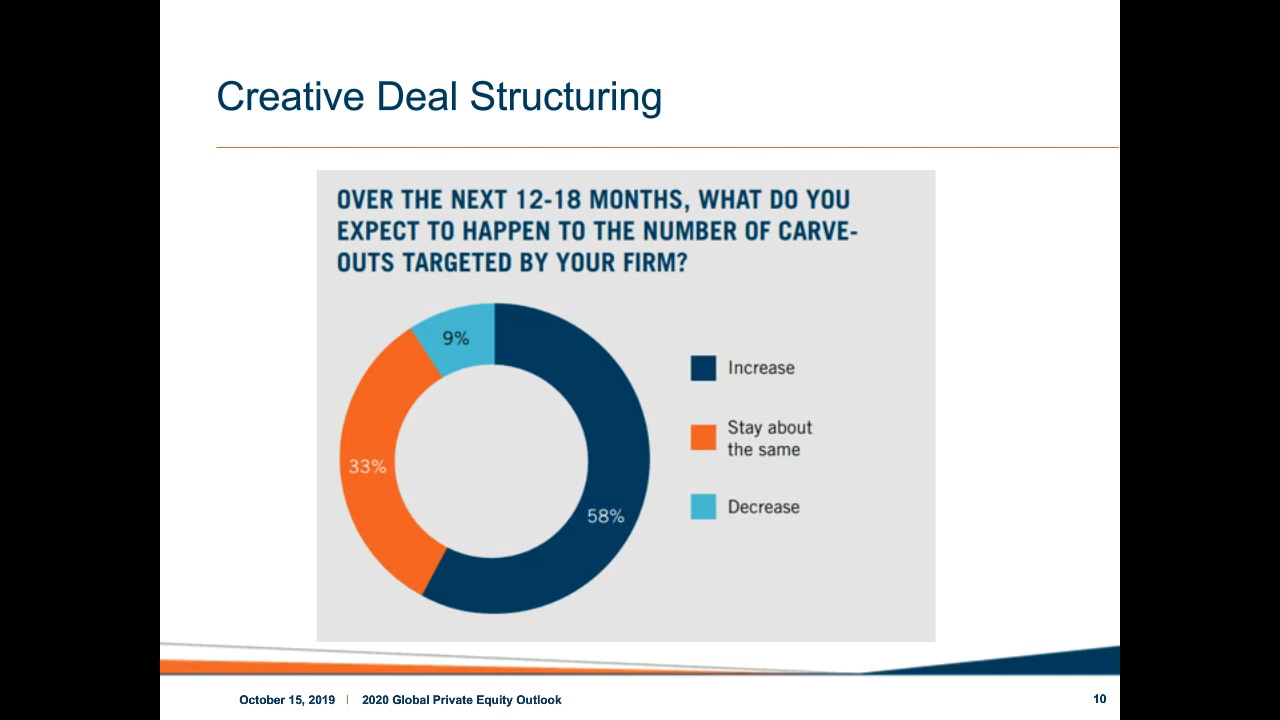 Creative Deal Structuring
OVER THE NEXT 12-18 MONTHS, WHAT DO YOU
EXPECT TO HAPPEN TO THE NUMBER OF CARVE-
OUTS TARGETED BY YOUR FIRM?
9%
33%
58%
Increase
Stay about
the same
Decrease
October 15, 2019 | 2020 Global Private Equity Outlook
10